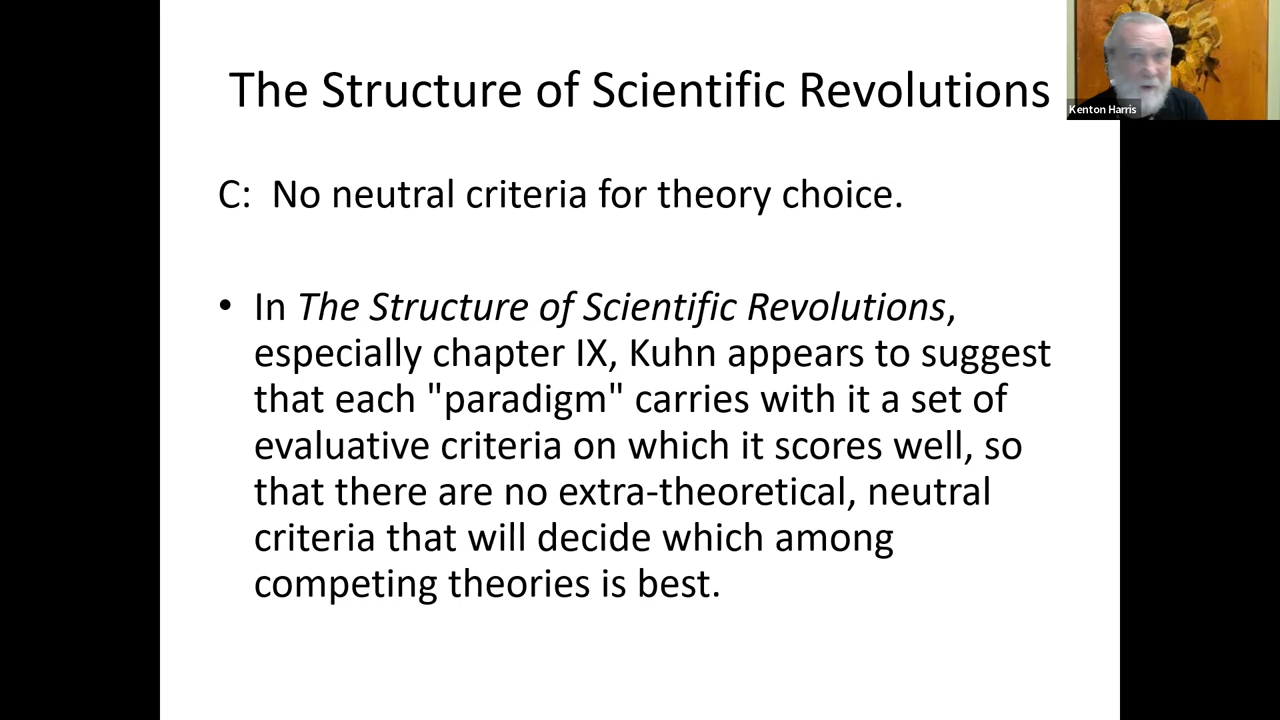 The Structure of Scientific Revolutions
Kenton Harris
C: No neutral criteria for theory choice.
• In The Structure of Scientific Revolutions,
especially chapter IX, Kuhn appears to suggest
that each "paradigm" carries with it a set of
evaluative criteria on which it scores well, so
that there are no extra-theoretical, neutral
criteria that will decide which among
competing theories is best.